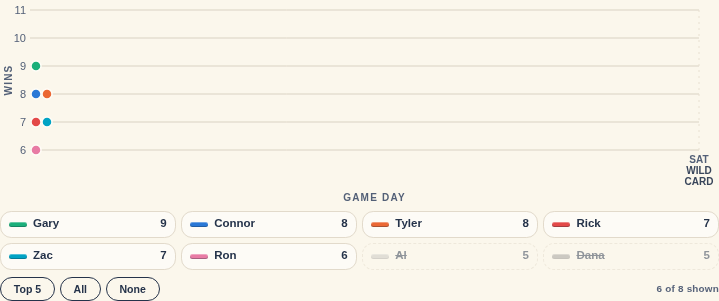 11
10
9
8
7
6
WINS
SAT
WILD
CARD
GAME DAY
Gary 9
Connor 8
Tyler 8
Rick 7
Zac 7
Ron 6
Al 5
Dana 5
Top 5
All
None
6 of 8 shown